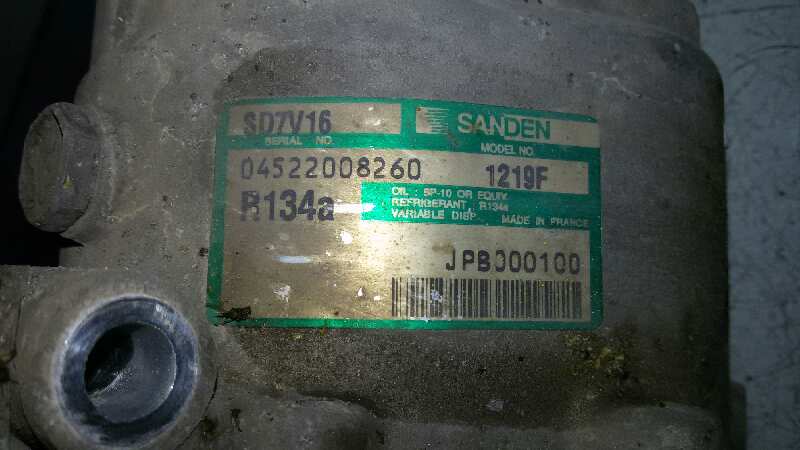 SD7V16 SANDEN
SERIAL NO. MODEL NO.
04522008260 1219F
R134a
OIL : SP-10 OR EQUIV.
REFRIGERANT, R134a
VARIABLE DISP. MADE IN FRANCE
JPB000100